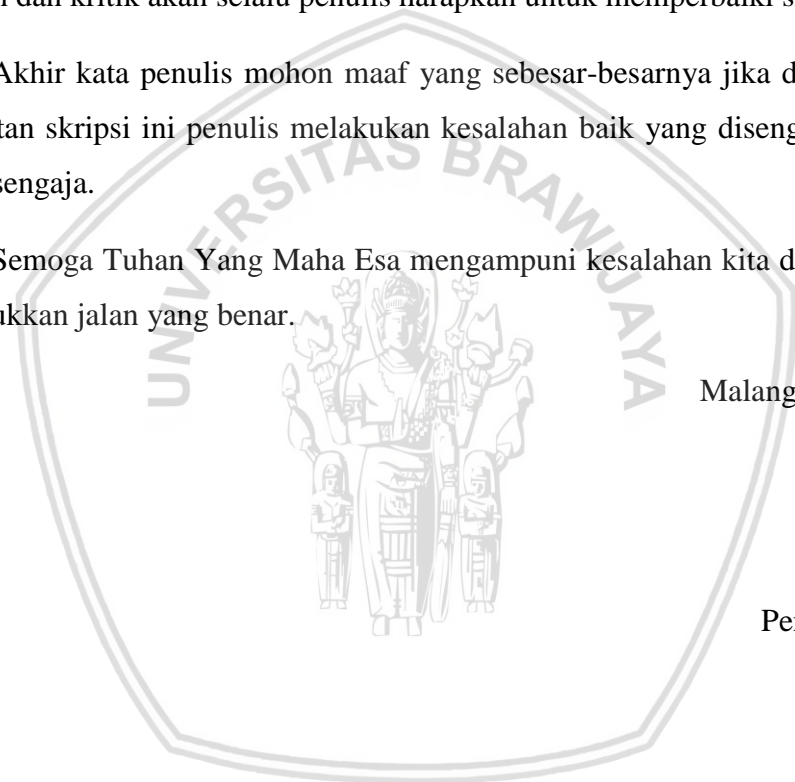 dan kritik akan selalu penulis harapkan untuk memperbaiki s
Akhir kata penulis mohon maaf yang sebesar-besarnya jika d
tan skripsi ini penulis melakukan kesalahan baik yang diseng
sengaja.
Semoga Tuhan Yang Maha Esa mengampuni kesalahan kita d
ukkan jalan yang benar.
Malang
Pe
UNIVERSITAS BRAWIJAYA